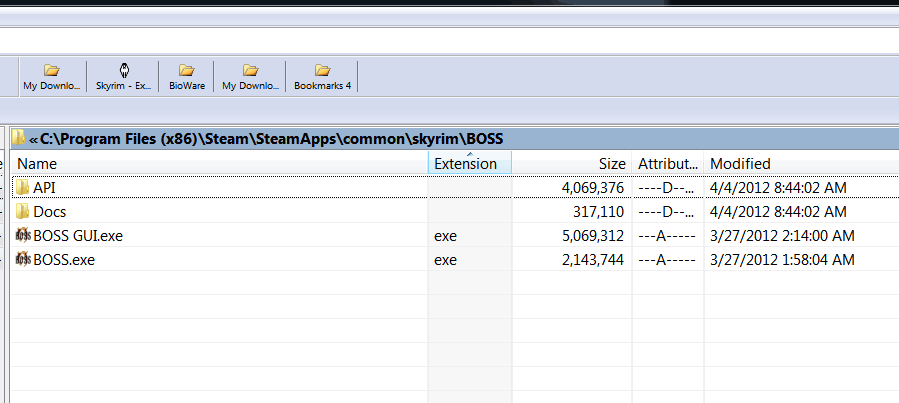 My Downlo... Skyrim - Ex... BioWare My Downlo... Bookmarks 4
« C:\Program Files (x86)\Steam\SteamApps\common\skyrim\BOSS
Name Extension Size Attribut... Modified
API 4,069,376 ----D--... 4/4/2012 8:44:02 AM
Docs 317,110 ----D--... 4/4/2012 8:44:02 AM
BOSS GUI.exe exe 5,069,312 ---A----- 3/27/2012 2:14:00 AM
BOSS.exe exe 2,143,744 ---A----- 3/27/2012 1:58:04 AM